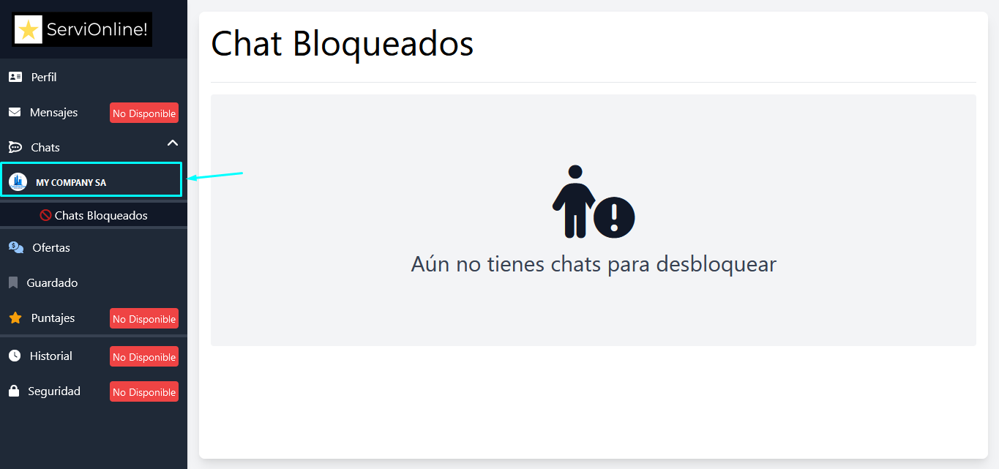 ServiOnline!
Perfil
Mensajes No Disponible
Chats
MY COMPANY SA
Chats Bloqueados
Ofertas
Guardado
Puntajes No Disponible
Historial No Disponible
Seguridad No Disponible
Chat Bloqueados
Aún no tienes chats para desbloquear